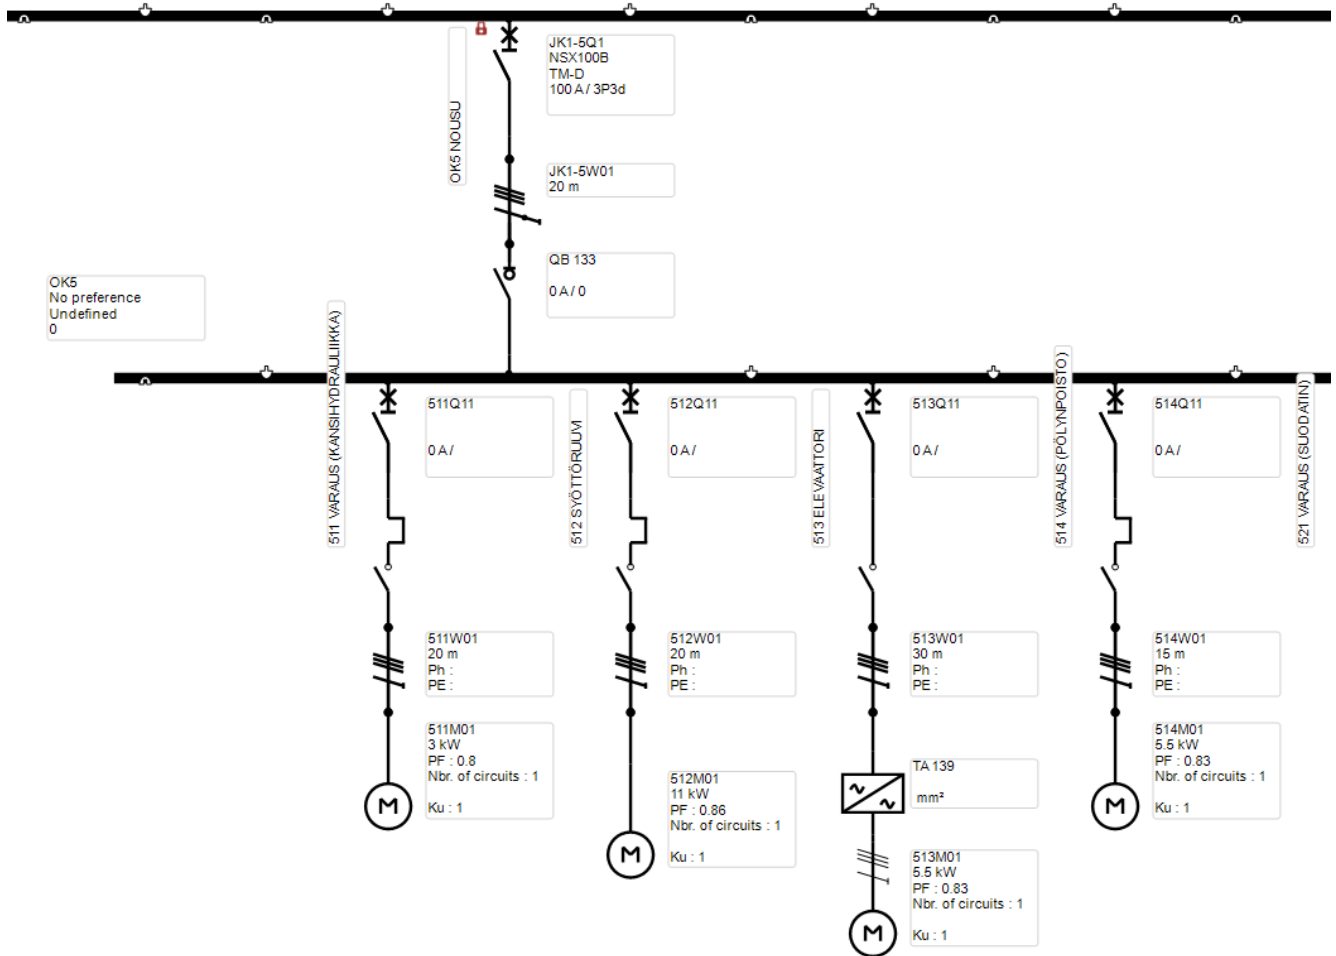 JK1-5Q1
NSX100B
TM-D
100 A / 3P3d
OK5 NOUSU
JK1-5W01
20 m
QB 133
0 A / 0
OK5
No preference
Undefined
0
511 VARAUS (KANSIHYDRAULIIKKA)
511Q11
0 A /
512 SYÖTTÖRUUM
512Q11
0 A /
513 ELEVAATTORI
513Q11
0 A /
514 VARAUS (PÖLYNPOISTO)
514Q11
0 A /
521 VARAUS (SUODATIN)
511W01
20 m
Ph :
PE :
512W01
20 m
Ph :
PE :
513W01
30 m
Ph :
PE :
514W01
15 m
Ph :
PE :
511M01
3 kW
PF : 0.8
Nbr. of circuits : 1
Ku : 1
M
512M01
11 kW
PF : 0.86
Nbr. of circuits : 1
Ku : 1
M
TA 139
mm²
513M01
5.5 kW
PF : 0.83
Nbr. of circuits : 1
Ku : 1
M
514M01
5.5 kW
PF : 0.83
Nbr. of circuits : 1
Ku : 1
M